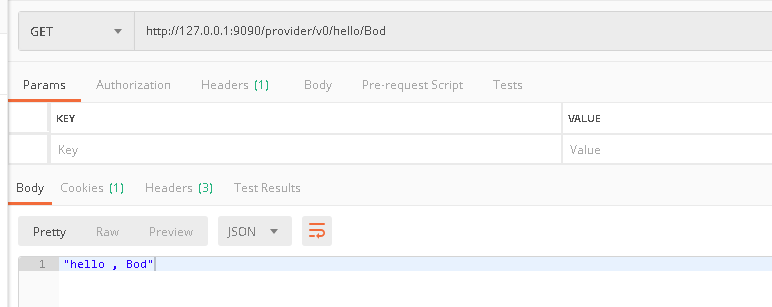 GET http://127.0.0.1:9090/provider/v0/hello/Bod
Params Authorization Headers (1) Body Pre-request Script Tests
KEY VALUE
Key Value
Body Cookies (1) Headers (3) Test Results
Pretty Raw Preview JSON
1 "hello , Bod"